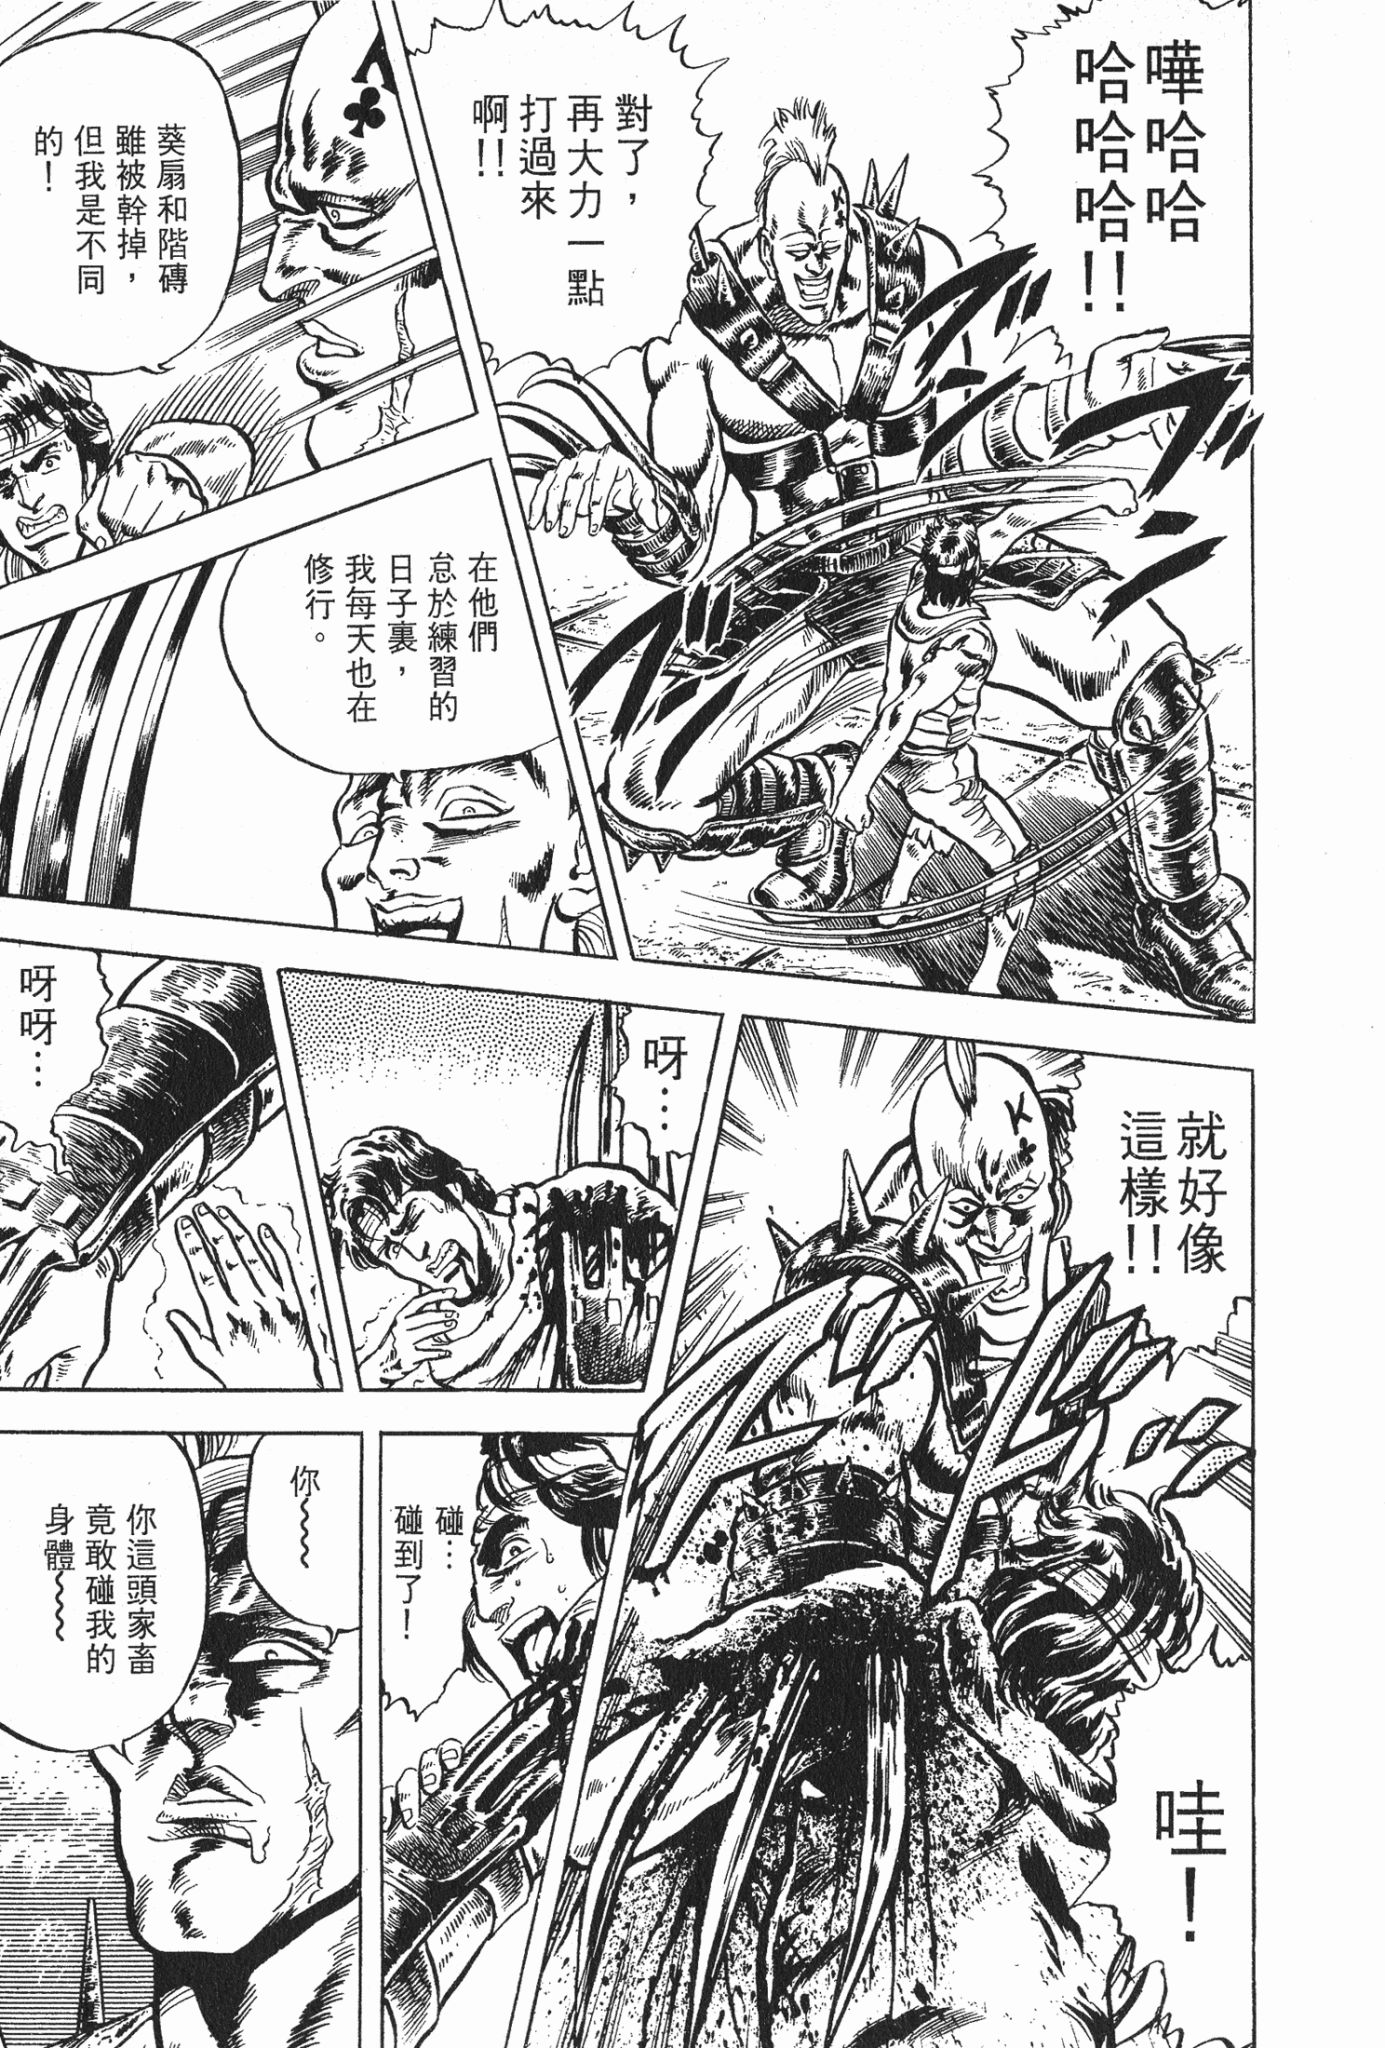 嘩哈哈
哈哈哈!!
對了，
再大力一點
打過來
啊!!
葵扇和階磚
雖被幹掉，
但我是不同
的！
在他們
怠於練習的
日子裏，
我每天也在
修行。
就好像
這樣!!
哇！
呀…
呀呀…
碰…
碰到了！
你〜〜
你這頭家畜
竟敢碰我的
身體〜〜
K
K